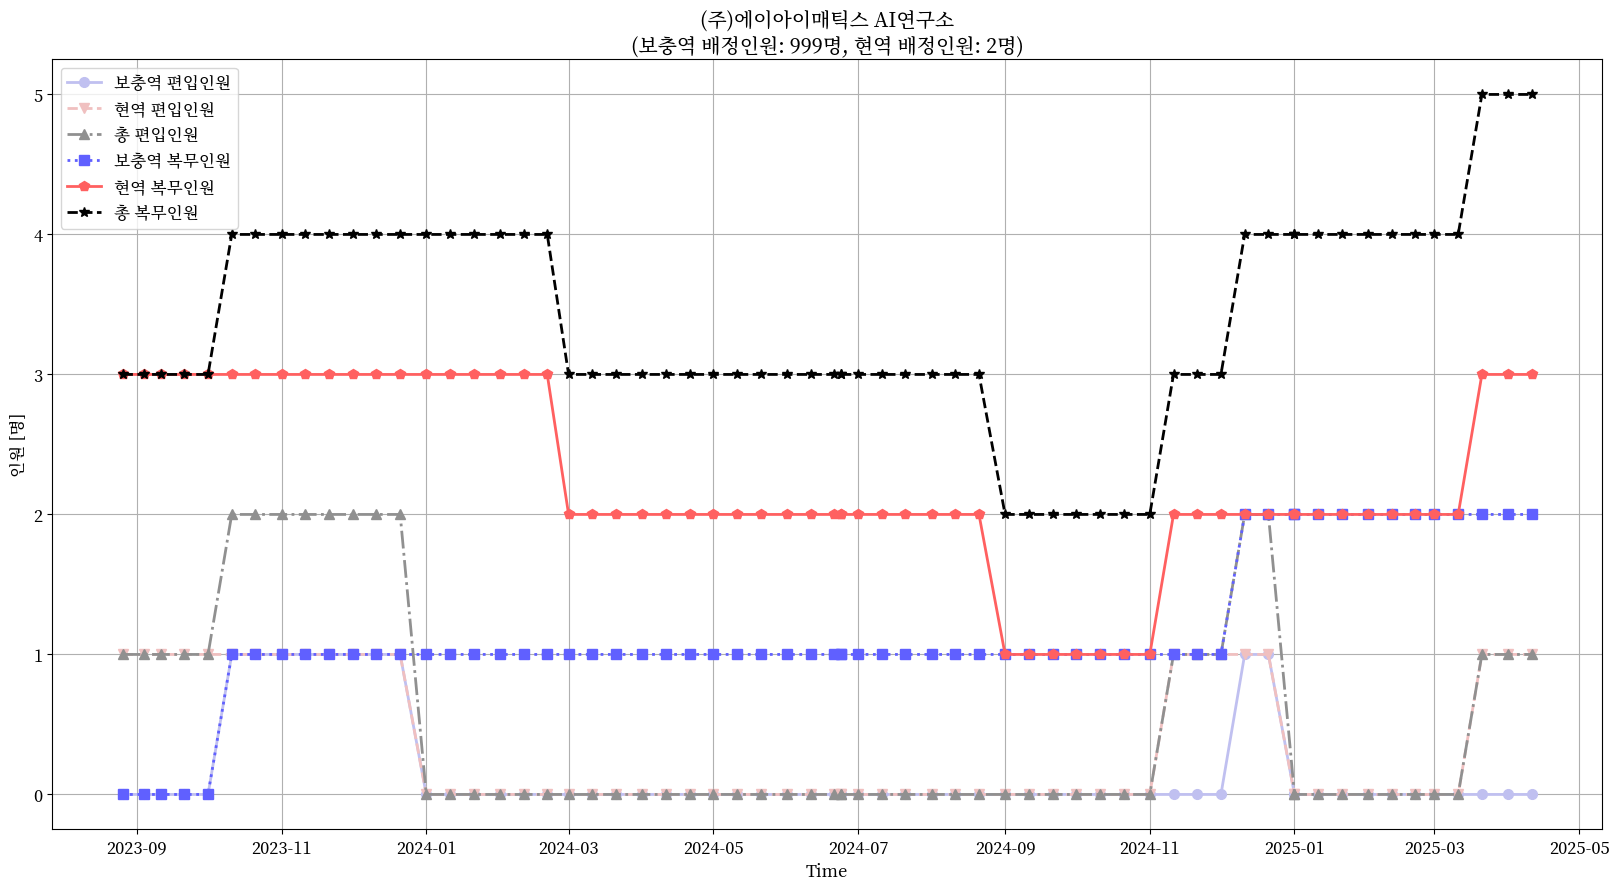 (주)에이아이매틱스 AI연구소
(보충역 배정인원: 999명, 현역 배정인원: 2명)
보충역 편입인원
현역 편입인원
총 편입인원
보충역 복무인원
현역 복무인원
총 복무인원
인원 [명]
5
4
3
2
1
0
2023-09
2023-11
2024-01
2024-03
2024-05
2024-07
2024-09
2024-11
2025-01
2025-03
2025-05
Time